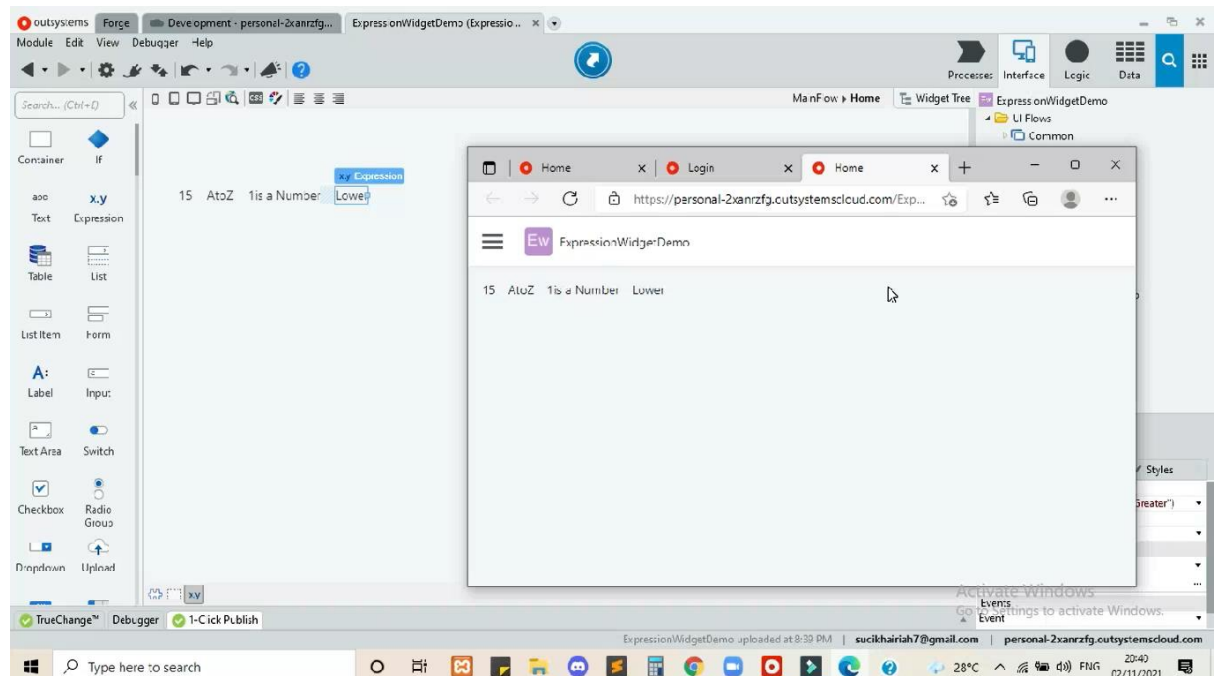 outsystems Forge Development - personal-2xanrzfg... ExpressionWidgetDemo (Expressio...
Module Edit View Debugger Help
Processes Interface Logic Data
Search... (Ctrl+D)
MainFlow ▸ Home Widget Tree
ExpressionWidgetDemo
UI Flows
Common
Container If
Text x.y Expression
Table List
List Item Form
A: Label Input
Text Area Switch
Checkbox Radio Group
Dropdown Upload
x.y Expression
15 AtoZ 1is a Number Lower
Home Login Home
https://personal-2xanrzfg.outsystemscloud.com/Exp...
Ew ExpressionWidgetDemo
15 AtoZ 1is a Number Lower
Styles
Greater")
x.y
Activate Windows
Go to Settings to activate Windows.
Events
Event
TrueChange™ Debugger 1-Click Publish
ExpressionWidgetDemo uploaded at 8:39 PM | sucikhairiah7@gmail.com | personal-2xanrzfg.outsystemscloud.com
Type here to search
28°C ENG 20:40
02/11/2021